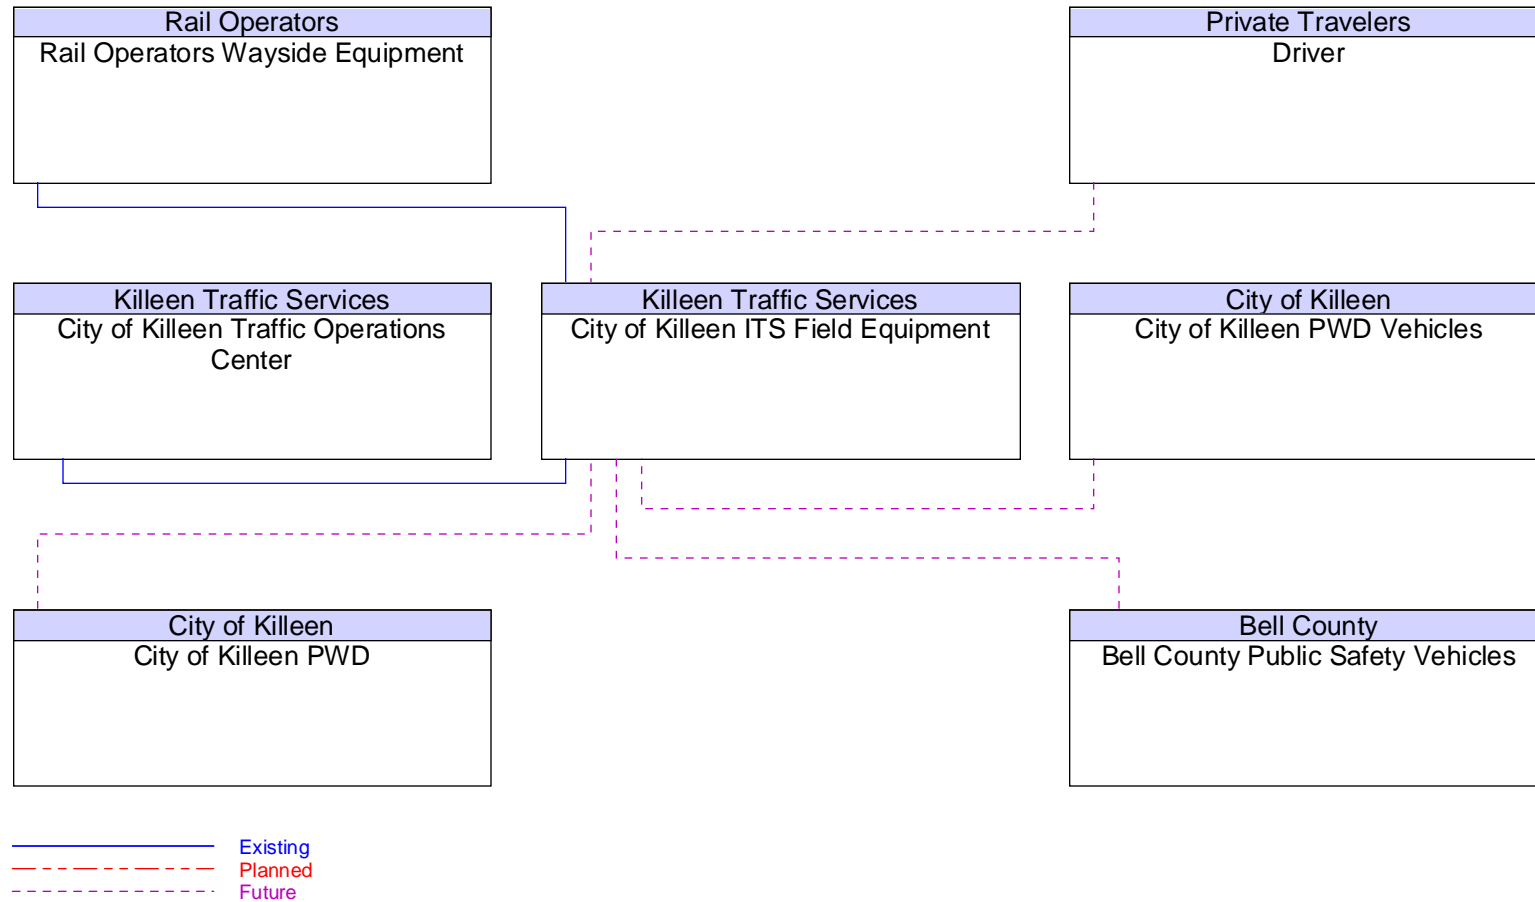 Rail Operators
Rail Operators Wayside Equipment
Private Travelers
Driver
Killeen Traffic Services
City of Killeen Traffic Operations
Center
Killeen Traffic Services
City of Killeen ITS Field Equipment
City of Killeen
City of Killeen PWD Vehicles
City of Killeen
City of Killeen PWD
Bell County
Bell County Public Safety Vehicles
Existing
Planned
Future